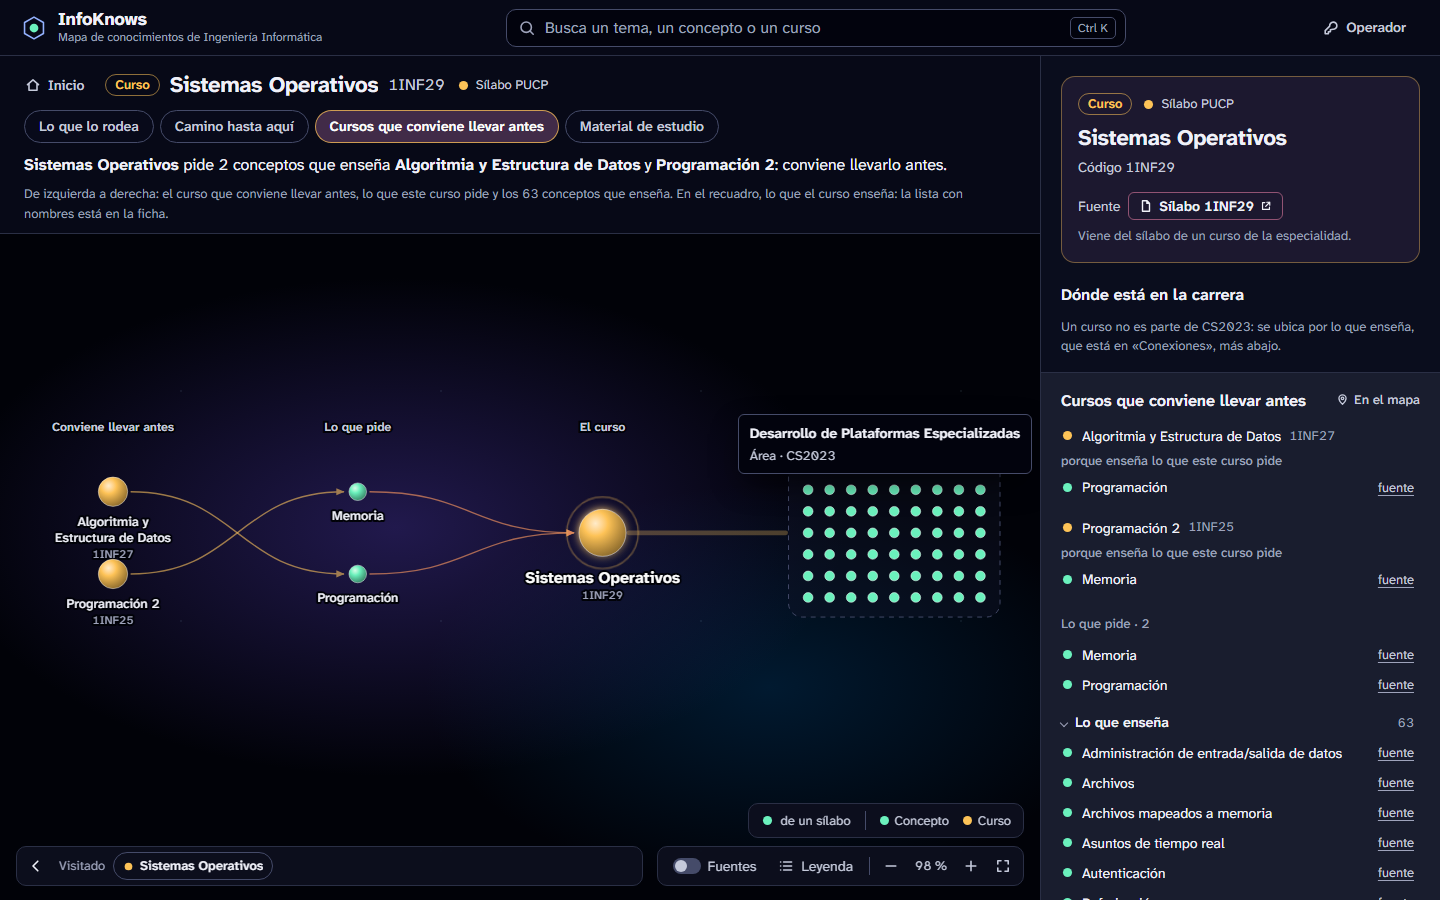 InfoKnows
Mapa de conocimientos de Ingeniería Informática
Busca un tema, un concepto o un curso
Ctrl K
Operador
Inicio
Curso
Sistemas Operativos 1INF29
Sílabo PUCP
Lo que lo rodea
Camino hasta aquí
Cursos que conviene llevar antes
Material de estudio
Sistemas Operativos pide 2 conceptos que enseña Algoritmia y Estructura de Datos y Programación 2: conviene llevarlo antes.
De izquierda a derecha: el curso que conviene llevar antes, lo que este curso pide y los 63 conceptos que enseña. En el recuadro, lo que el curso enseña: la lista con
nombres está en la ficha.
Conviene llevar antes
Lo que pide
El curso
Desarrollo de Plataformas Especializadas
Área · CS2023
Algoritmia y
Estructura de Datos
1INF27
Programación 2
1INF25
Memoria
Programación
Sistemas Operativos
1INF29
de un sílabo
Concepto
Curso
Visitado
Sistemas Operativos
Fuentes
Leyenda
98 %
Curso
Sílabo PUCP
Sistemas Operativos
Código 1INF29
Fuente
Sílabo 1INF29
Viene del sílabo de un curso de la especialidad.
Dónde está en la carrera
Un curso no es parte de CS2023: se ubica por lo que enseña,
que está en «Conexiones», más abajo.
Cursos que conviene llevar antes
En el mapa
Algoritmia y Estructura de Datos 1INF27
porque enseña lo que este curso pide
Programación fuente
Programación 2 1INF25
porque enseña lo que este curso pide
Memoria fuente
Lo que pide · 2
Memoria fuente
Programación fuente
Lo que enseña 63
Administración de entrada/salida de datos fuente
Archivos fuente
Archivos mapeados a memoria fuente
Asuntos de tiempo real fuente
Autenticación fuente